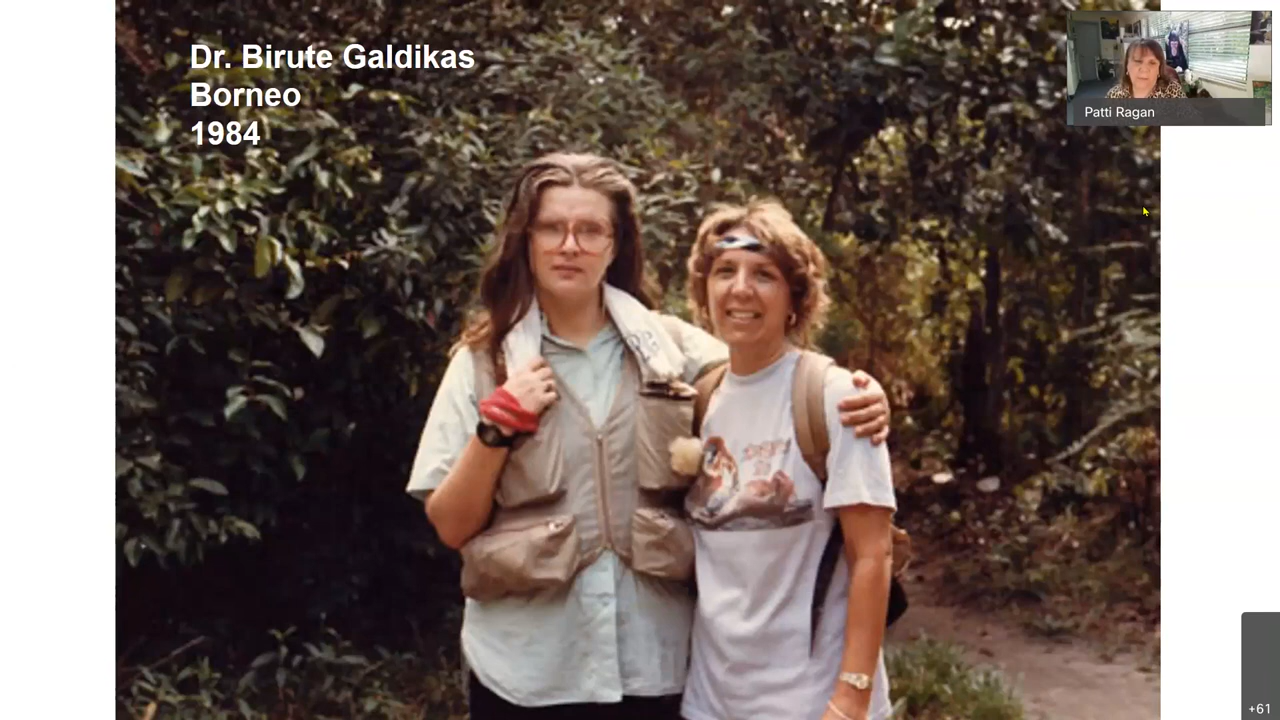 Dr. Birute Galdikas
Borneo
1984
Patti Ragan
+61